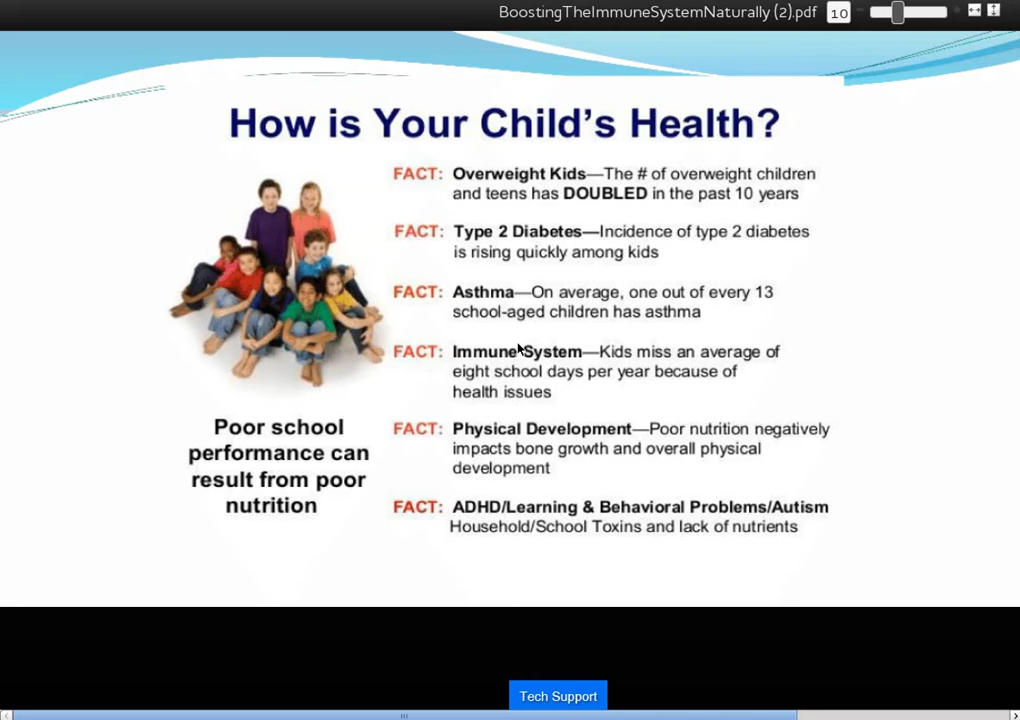 BoostingTheImmuneSystemNaturally (2).pdf 10
How is Your Child's Health?
FACT: Overweight Kids—The # of overweight children
and teens has DOUBLED in the past 10 years
FACT: Type 2 Diabetes—Incidence of type 2 diabetes
is rising quickly among kids
FACT: Asthma—On average, one out of every 13
school-aged children has asthma
FACT: Immune System—Kids miss an average of
eight school days per year because of
health issues
FACT: Physical Development—Poor nutrition negatively
impacts bone growth and overall physical
development
FACT: ADHD/Learning & Behavioral Problems/Autism
Household/School Toxins and lack of nutrients
Poor school
performance can
result from poor
nutrition
Tech Support